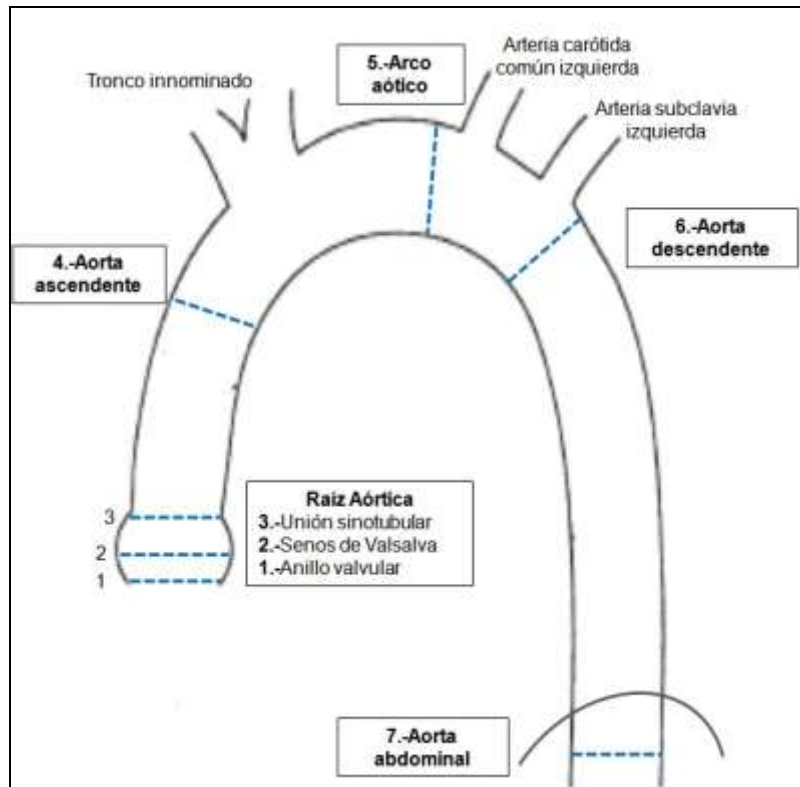 Arteria carótida
común izquierda
5.-Arco
aótico
Tronco innominado
Arteria subclavia
izquierda
6.-Aorta
descendente
4.-Aorta
ascendente
Raiz Aórtica
3.-Unión sinotubular
2.-Senos de Valsalva
1.-Anillo valvular
3
2
1
7.-Aorta
abdominal